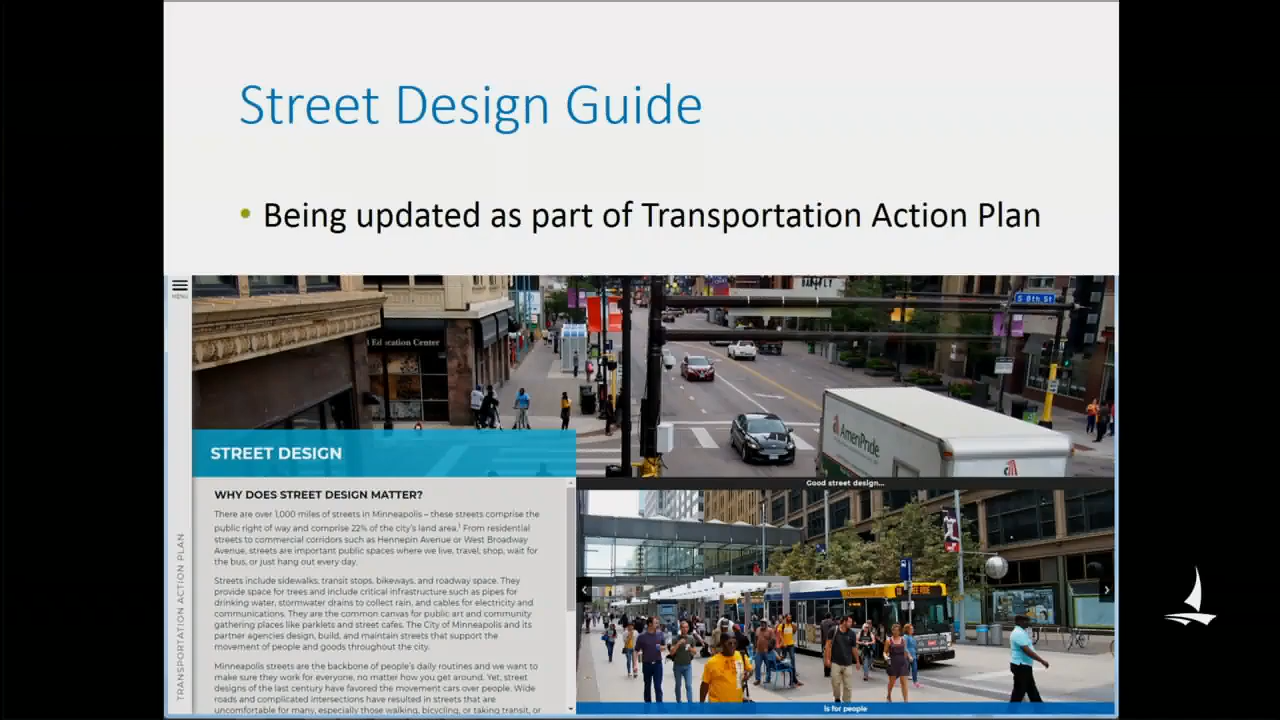 Street Design Guide
• Being updated as part of Transportation Action Plan
MENU
S 8th St
Education Center
AmeriPride
STREET DESIGN
Good street design...
WHY DOES STREET DESIGN MATTER?
There are over 1,000 miles of streets in Minneapolis – these streets comprise the
public right of way and comprise 22% of the city's land area.¹ From residential
streets to commercial corridors such as Hennepin Avenue or West Broadway
Avenue, streets are important public spaces where we live, travel, shop, wait for
the bus, or just hang out every day.
Streets include sidewalks, transit stops, bikeways, and roadway space. They
provide space for trees and include critical infrastructure such as pipes for
drinking water, stormwater drains to collect rain, and cables for electricity and
communications. They are the common canvas for public art and community
gathering places like parklets and street cafes. The City of Minneapolis and its
partner agencies design, build, and maintain streets that support the
movement of people and goods throughout the city.
Minneapolis streets are the backbone of people's daily routines and we want to
make sure they work for everyone, no matter how you get around. Yet, street
designs of the last century have favored the movement cars over people. Wide
roads and complicated intersections have resulted in streets that are
uncomfortable for many, especially those walking, bicycling, or taking transit, or
TRANSPORTATION ACTION PLAN
Is for people